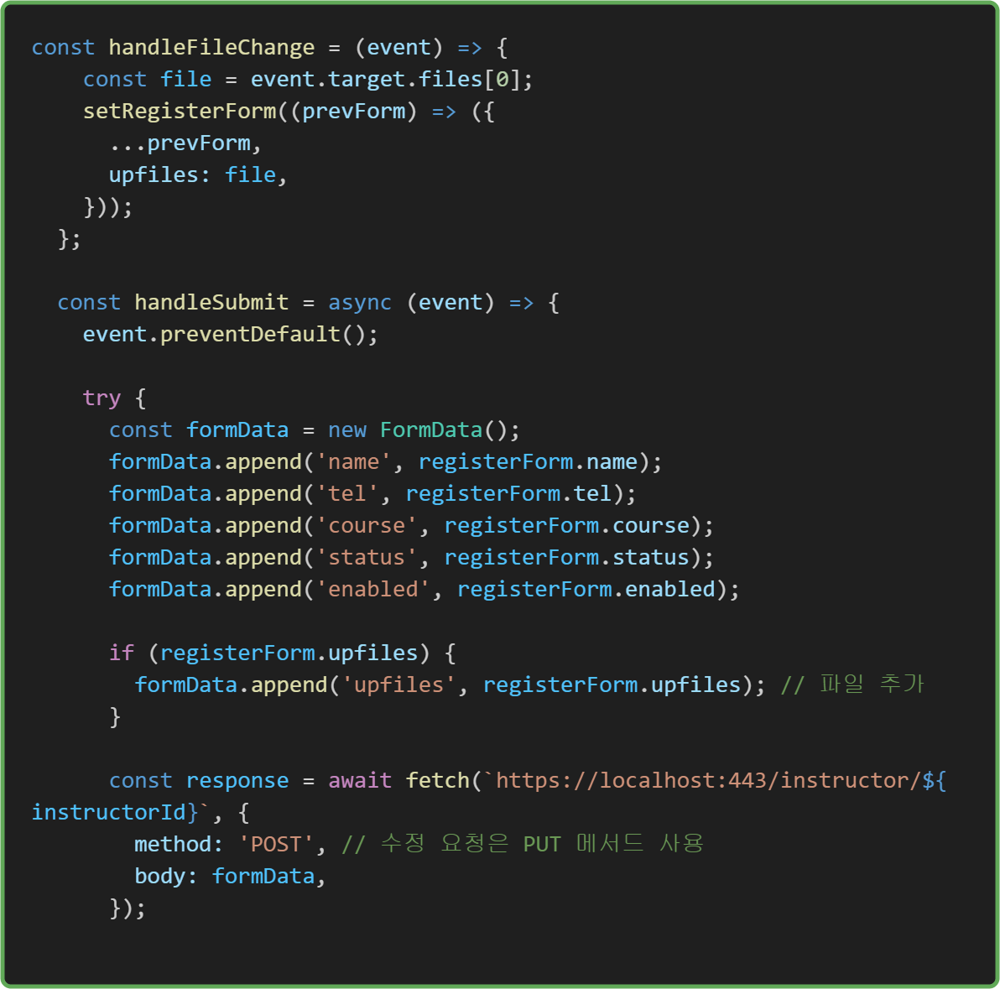 const handleFileChange = (event) => {
    const file = event.target.files[0];
    setRegisterForm((prevForm) => ({
      ...prevForm,
      upfiles: file,
    }));
  };

  const handleSubmit = async (event) => {
    event.preventDefault();

    try {
      const formData = new FormData();
      formData.append('name', registerForm.name);
      formData.append('tel', registerForm.tel);
      formData.append('course', registerForm.course);
      formData.append('status', registerForm.status);
      formData.append('enabled', registerForm.enabled);

      if (registerForm.upfiles) {
        formData.append('upfiles', registerForm.upfiles); // 파일 추가
      }

      const response = await fetch(`https://localhost:443/instructor/${
instructorId}`, {
        method: 'POST', // 수정 요청은 PUT 메서드 사용
        body: formData,
      });